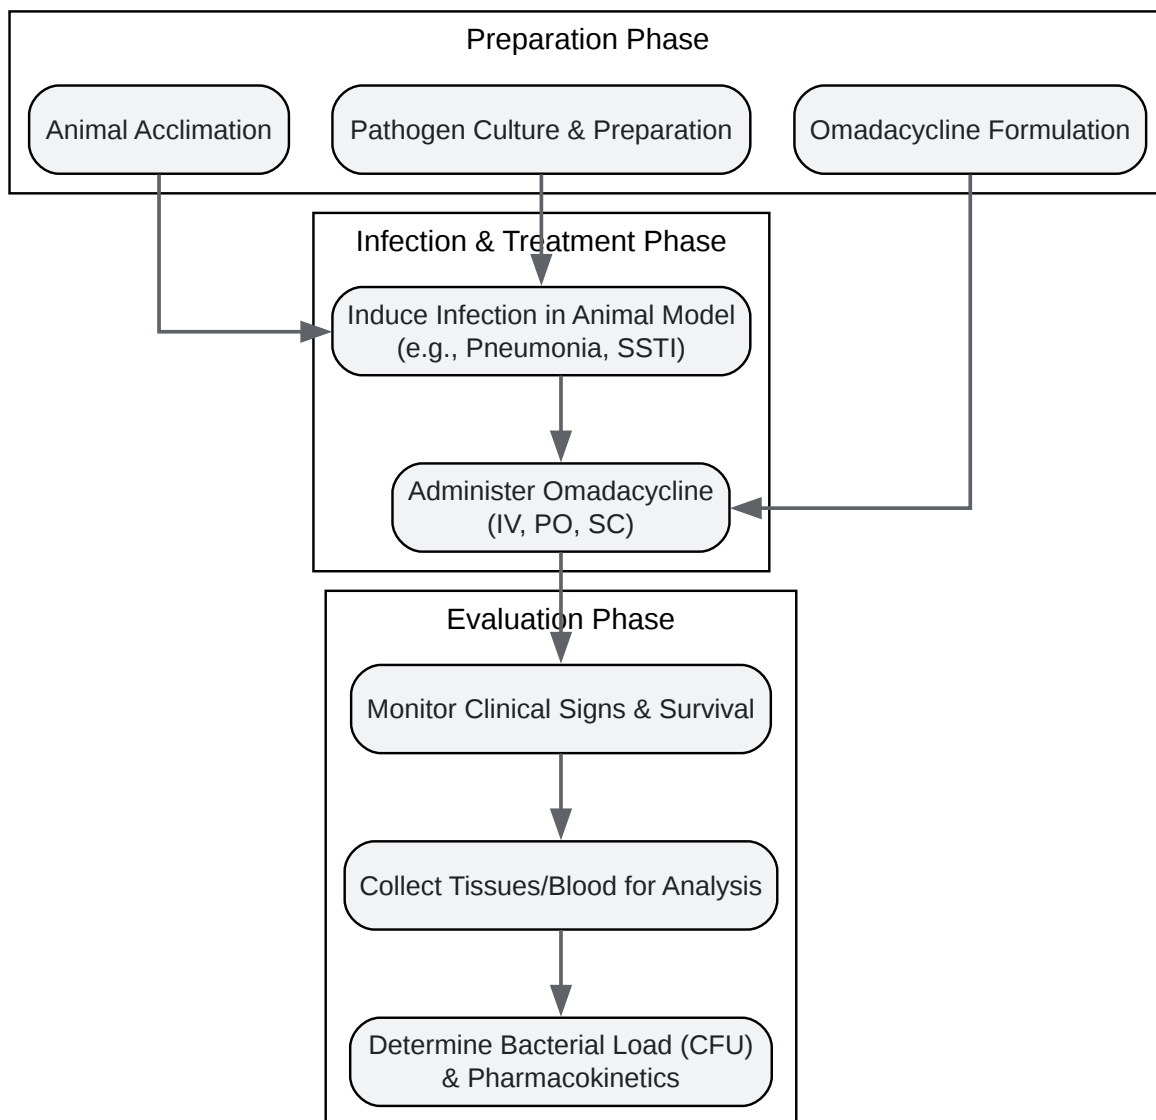 Preparation Phase
Animal Acclimation
Pathogen Culture & Preparation
Omadacycline Formulation
Infection & Treatment Phase
Induce Infection in Animal Model
(e.g., Pneumonia, SSTI)
Administer Omadacycline
(IV, PO, SC)
Evaluation Phase
Monitor Clinical Signs & Survival
Collect Tissues/Blood for Analysis
Determine Bacterial Load (CFU)
& Pharmacokinetics